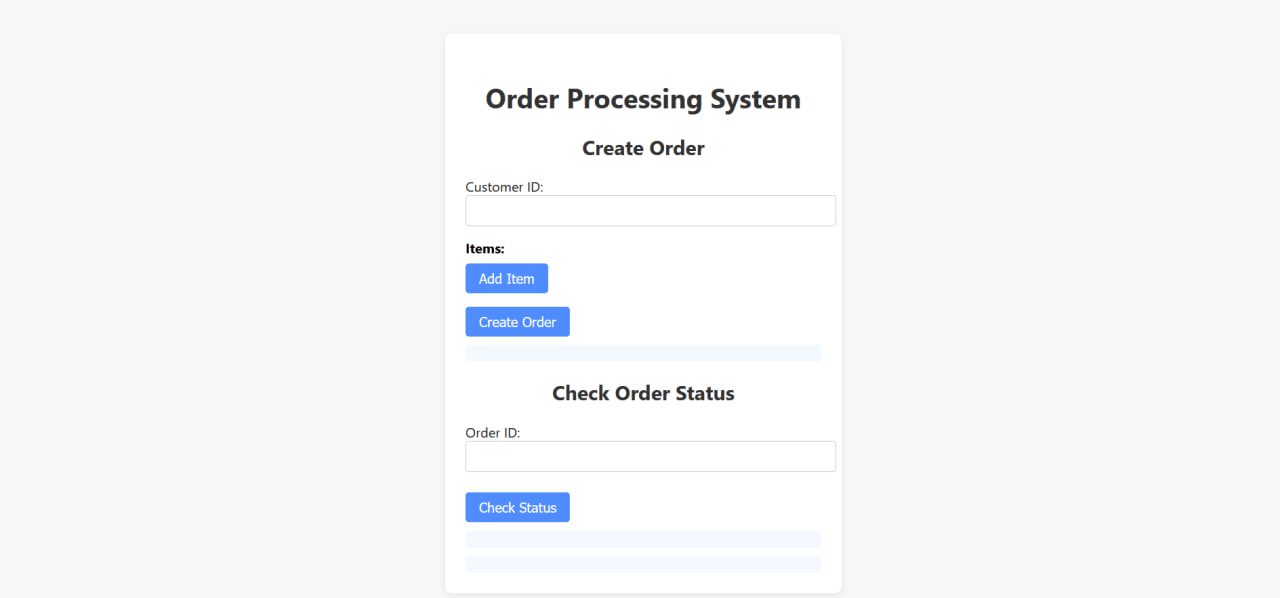 Order Processing System
Create Order
Customer ID:
Items:
Add Item
Create Order
Check Order Status
Order ID:
Check Status